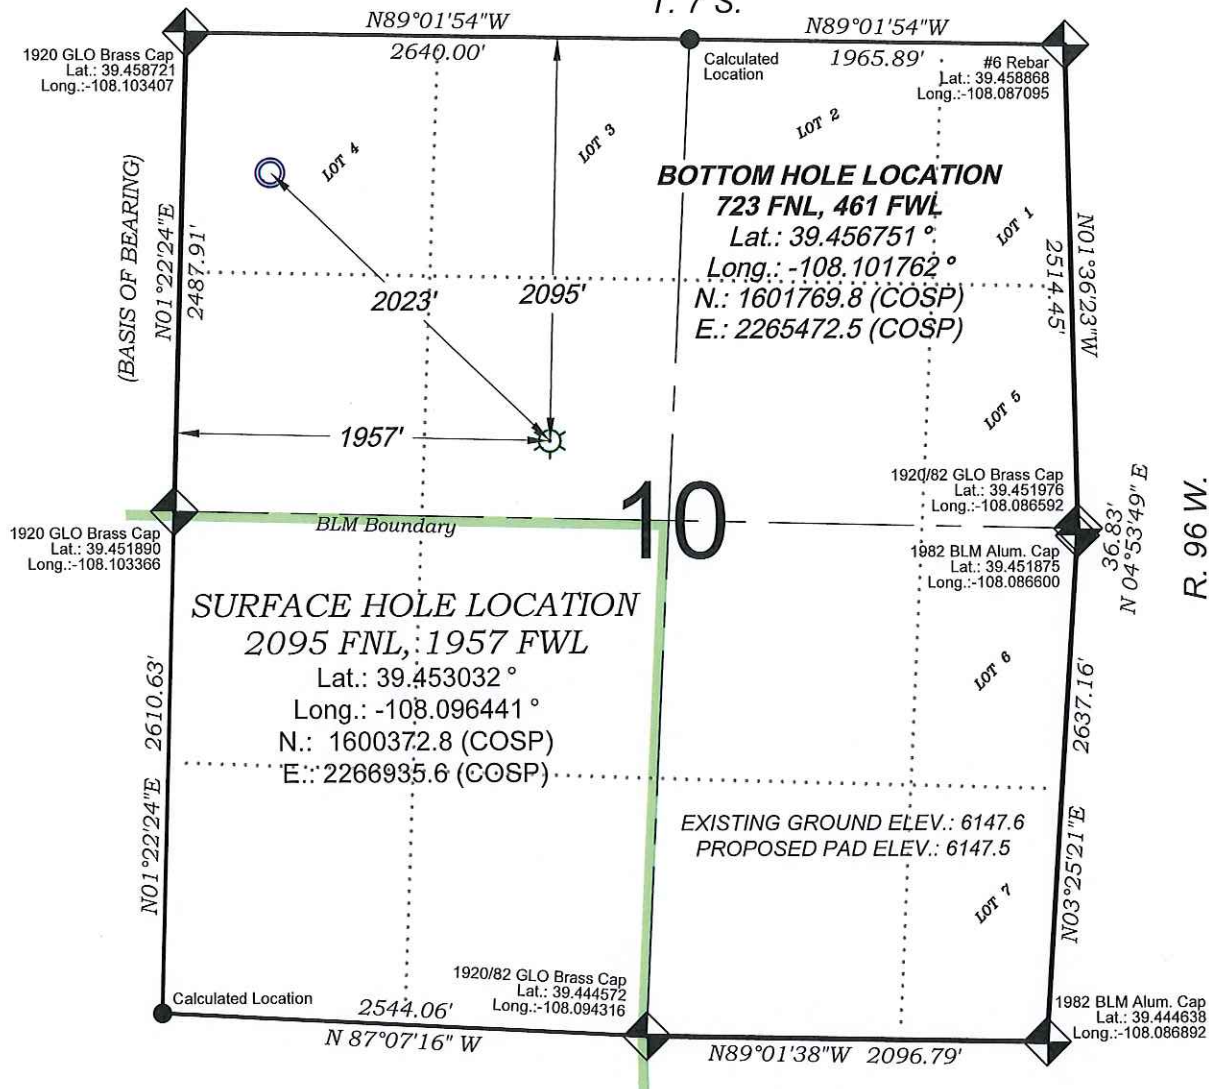 T. 7 S.
N89°01'54"W
2640.00'
N89°01'54"W
1965.89'
1920 GLO Brass Cap
Lat.: 39.458721
Long.:-108.103407
Calculated
Location
#6 Rebar
Lat.: 39.458868
Long.:-108.087095
LOT 4
LOT 3
LOT 2
LOT 1
BOTTOM HOLE LOCATION
723 FNL, 461 FWL
Lat.: 39.456751 °
Long.: -108.101762 °
N.: 1601769.8 (COSP)
E.: 2265472.5 (COSP)
(BASIS OF BEARING)
N01°22'24"E
2487.91'
N01°36'23"W
2514.45'
2023'
2095'
1957'
LOT 5
1920/82 GLO Brass Cap
Lat.: 39.451976
Long.:-108.086592
10
BLM Boundary
1920 GLO Brass Cap
Lat.: 39.451890
Long.:-108.103366
1982 BLM Alum. Cap
Lat.: 39.451875
Long.:-108.086600
36.83'
N 04°53'49" E
R. 96 W.
SURFACE HOLE LOCATION
2095 FNL, 1957 FWL
Lat.: 39.453032 °
Long.: -108.096441 °
N.: 1600372.8 (COSP)
E.: 2266935.6 (COSP)
LOT 6
2610.63'
N01°22'24"E
2637.16'
N03°25'21"E
EXISTING GROUND ELEV.: 6147.6
PROPOSED PAD ELEV.: 6147.5
LOT 7
Calculated Location
2544.06'
N 87°07'16" W
1920/82 GLO Brass Cap
Lat.: 39.444572
Long.:-108.094316
N89°01'38"W 2096.79'
1982 BLM Alum. Cap
Lat.: 39.444638
Long.:-108.086892